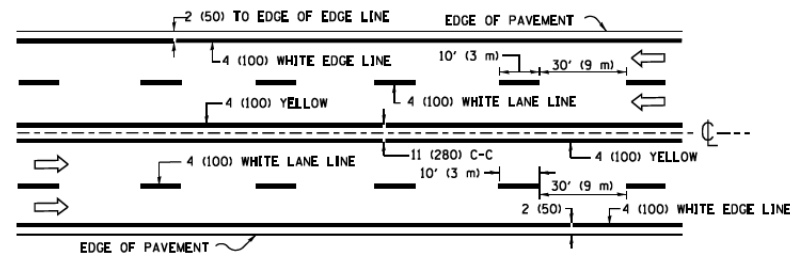 2 (50) TO EDGE OF EDGE LINE
EDGE OF PAVEMENT
4 (100) WHITE EDGE LINE
10' (3 m)
30' (9 m)
4 (100) YELLOW
4 (100) WHITE LANE LINE
℄
4 (100) WHITE LANE LINE
11 (280) C-C
4 (100) YELLOW
10' (3 m)
30' (9 m)
2 (50)
4 (100) WHITE EDGE LINE
EDGE OF PAVEMENT